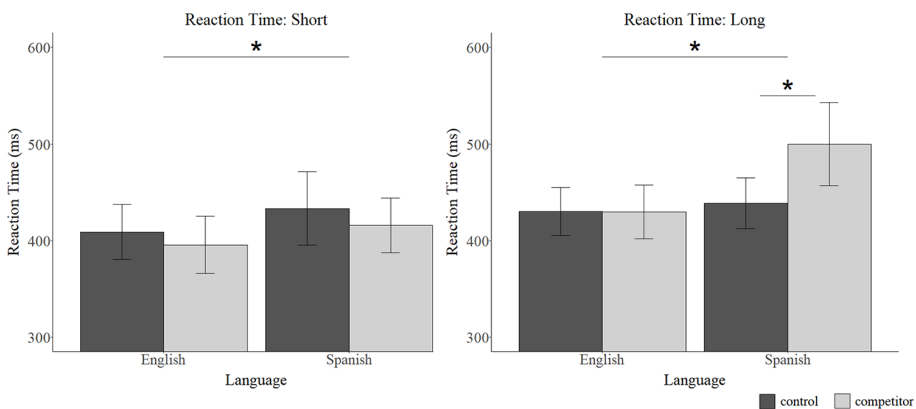 Reaction Time: Short
*
600
500
400
300
Reaction Time (ms)
English Spanish
Language
Reaction Time: Long
*
*
600
500
400
300
Reaction Time (ms)
English Spanish
Language
control competitor